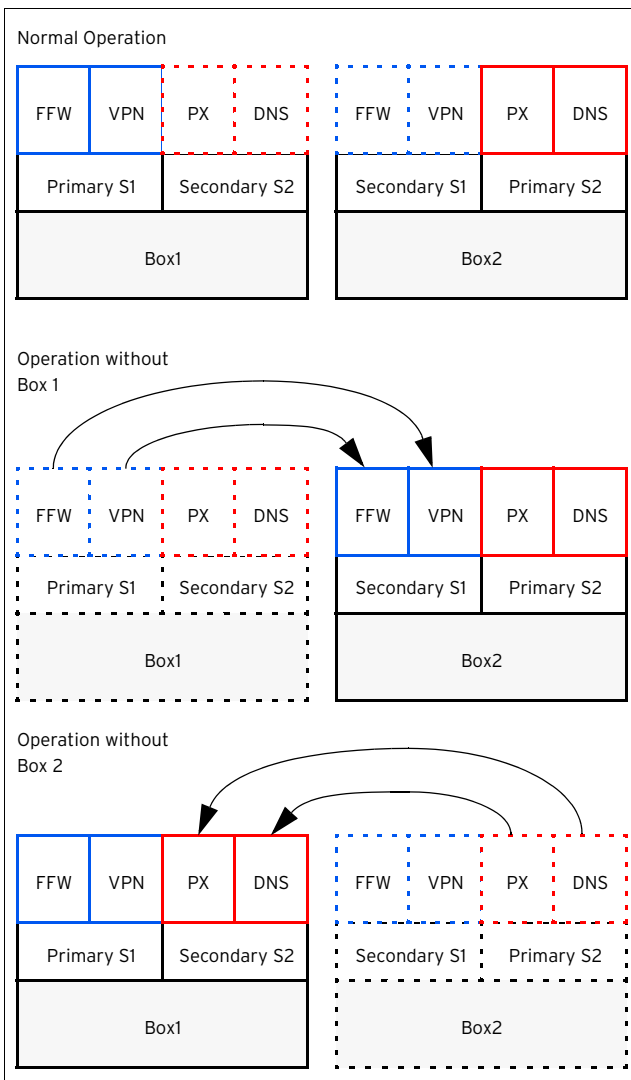 Normal Operation
FFW VPN PX DNS FFW VPN PX DNS
Primary S1 Secondary S2 Secondary S1 Primary S2
Box1 Box2
Operation without
Box 1
FFW VPN PX DNS FFW VPN PX DNS
Primary S1 Secondary S2 Secondary S1 Primary S2
Box1 Box2
Operation without
Box 2
FFW VPN PX DNS FFW VPN PX DNS
Primary S1 Secondary S2 Secondary S1 Primary S2
Box1 Box2